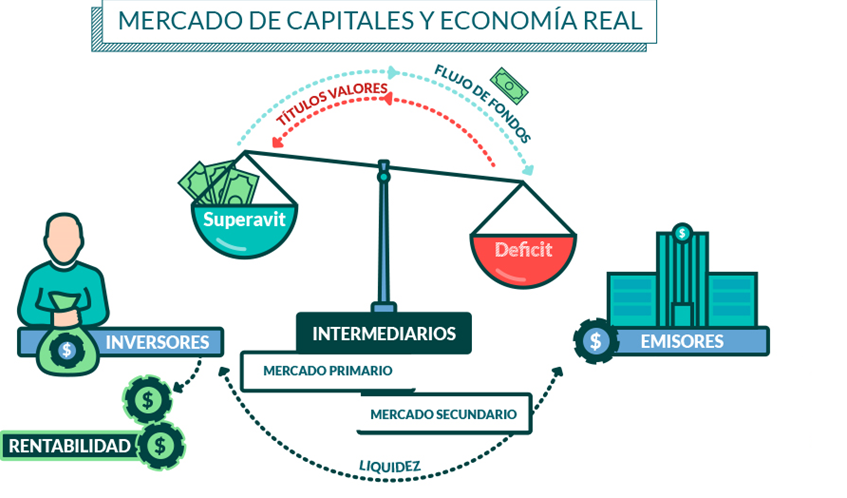 MERCADO DE CAPITALES Y ECONOMÍA REAL
TÍTULOS VALORES
FLUJO DE FONDOS
Superavit
Deficit
INVERSORES
INTERMEDIARIOS
EMISORES
$
$
$
MERCADO PRIMARIO
MERCADO SECUNDARIO
$
RENTABILIDAD
$
LIQUIDEZ